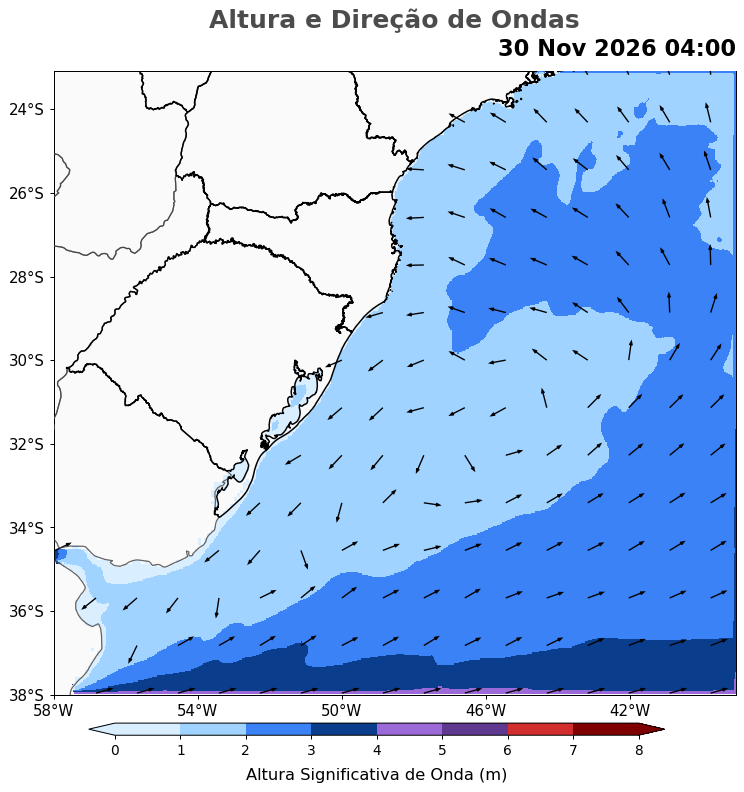 Altura e Direção de Ondas
30 Nov 2026 04:00
24°S
26°S
28°S
30°S
32°S
34°S
36°S
38°S
58°W 54°W 50°W 46°W 42°W
0 1 2 3 4 5 6 7 8
Altura Significativa de Onda (m)